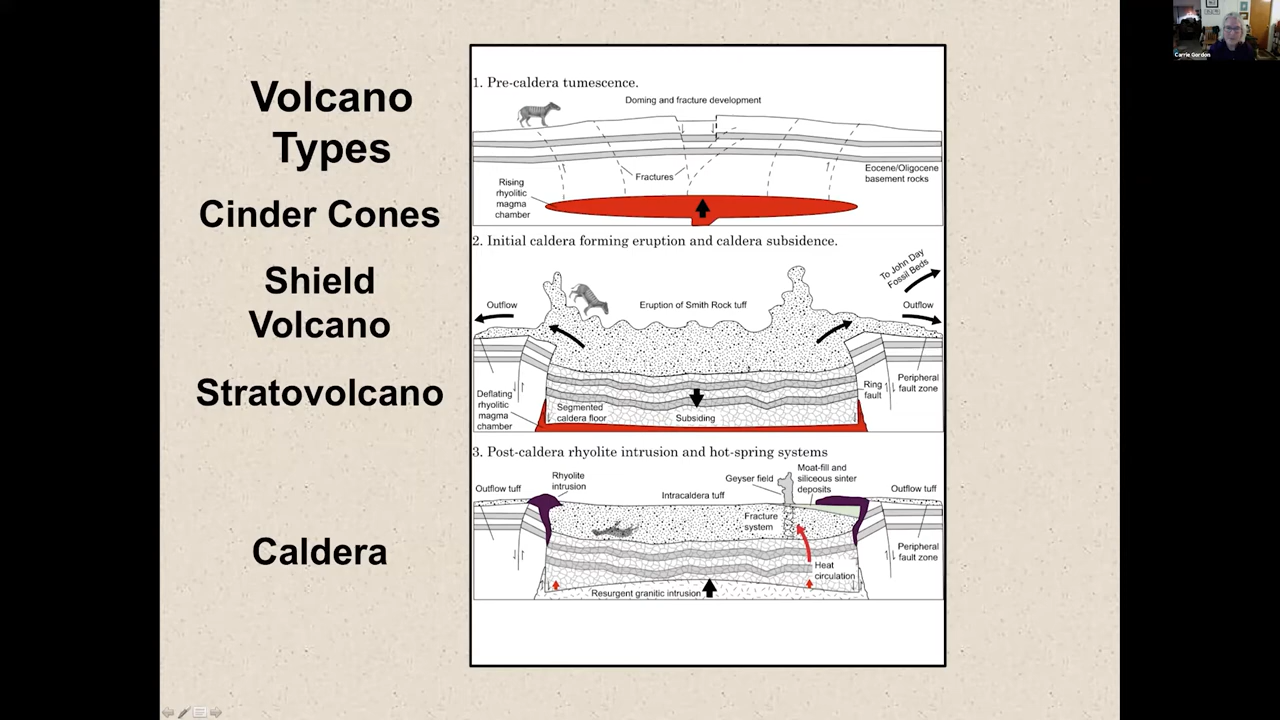 Volcano
Types
Cinder Cones
Shield
Volcano
Stratovolcano
Caldera
1. Pre-caldera tumescence.
Doming and fracture development
Fractures
Eocene/Oligocene
basement rocks
Rising
rhyolitic
magma
chamber
2. Initial caldera forming eruption and caldera subsidence.
To John Day
Fossil Beds
Outflow
Eruption of Smith Rock tuff
Outflow
Peripheral
fault zone
Ring
fault
Deflating
rhyolitic
magma
chamber
Segmented
caldera floor
Subsiding
3. Post-caldera rhyolite intrusion and hot-spring systems
Outflow tuff
Rhyolite
intrusion
Intracaldera tuff
Geyser field
Moat-fill and
siliceous sinter
deposits
Outflow tuff
Fracture
system
Peripheral
fault zone
Heat
circulation
Resurgent granitic intrusion
Carrie Gordon